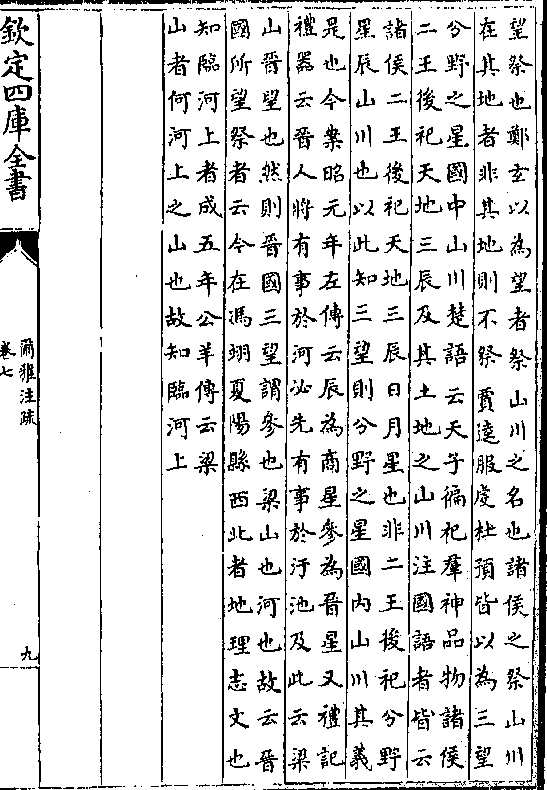 望祭也鄭玄以為望者祭山川之名也諸侯之祭山川
在其地者非其地則不祭賈逵服虔杜預皆以為三望
分野之星國中山川楚語云天子徧祀羣神品物諸侯
二王後祀天地三辰及其土地之山川注國語者皆云
諸侯二王後祀天地三辰日月星也非二王後祀分野
星辰山川也以此知三望則分野之星國內山川其義
是也今案昭元年左傳云辰為商星參為晉星又禮記
禮器云晉人將有事於河必先有事於汙池及此云梁
山晉望也然則晉國三望謂參也梁山也河也故云晉
國所望祭者云今在馮翊夏陽縣西北者地理志文也
知臨河上者成五年公羊傳云梁
山者何河上之山也故知臨河上
欽定四庫全書
爾雅注疏
卷七
九